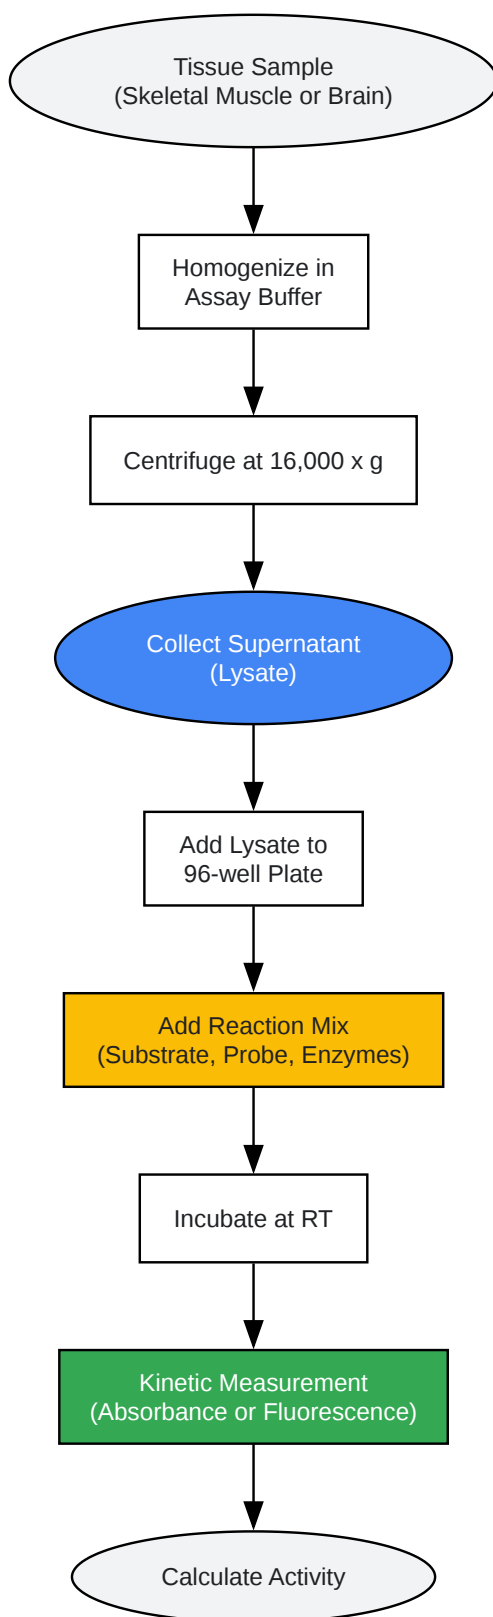 Tissue Sample
(Skeletal Muscle or Brain)
Homogenize in
Assay Buffer
Centrifuge at 16,000 x g
Collect Supernatant
(Lysate)
Add Lysate to
96-well Plate
Add Reaction Mix
(Substrate, Probe, Enzymes)
Incubate at RT
Kinetic Measurement
(Absorbance or Fluorescence)
Calculate Activity